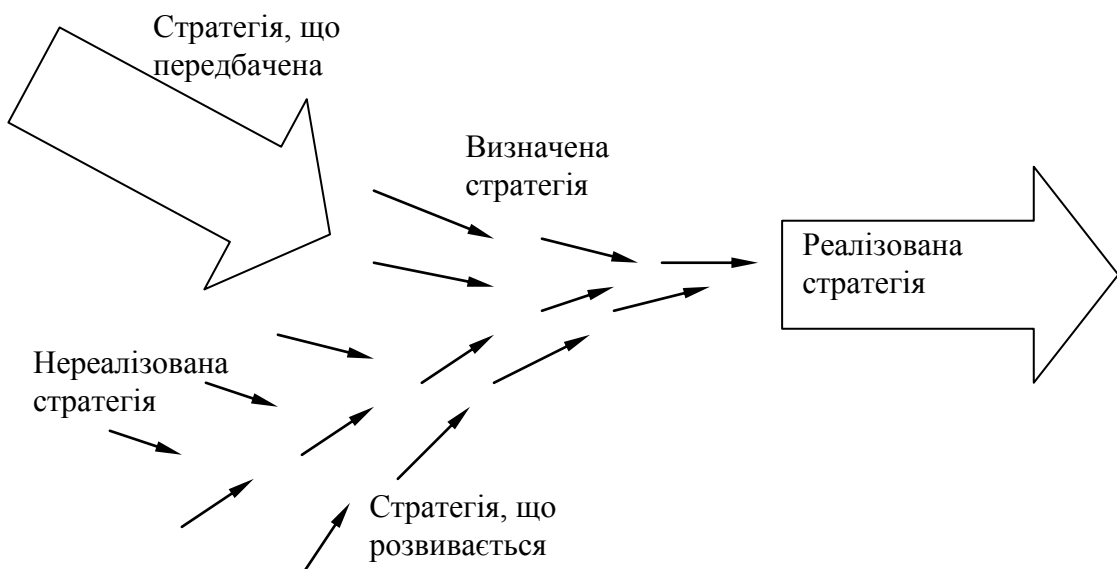 Стратегія, що
передбачена
Визначена
стратегія
Реалізована
стратегія
Нереалізована
стратегія
Стратегія, що
розвивається